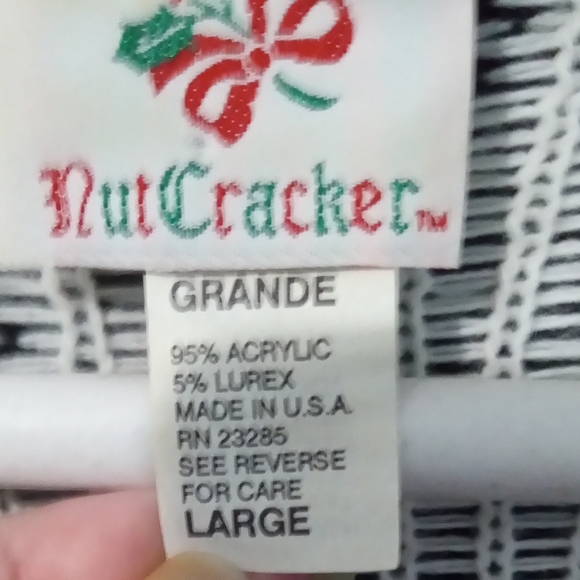 NutCracker™
GRANDE
95% ACRYLIC
5% LUREX
MADE IN U.S.A.
RN 23285
SEE REVERSE
FOR CARE
LARGE